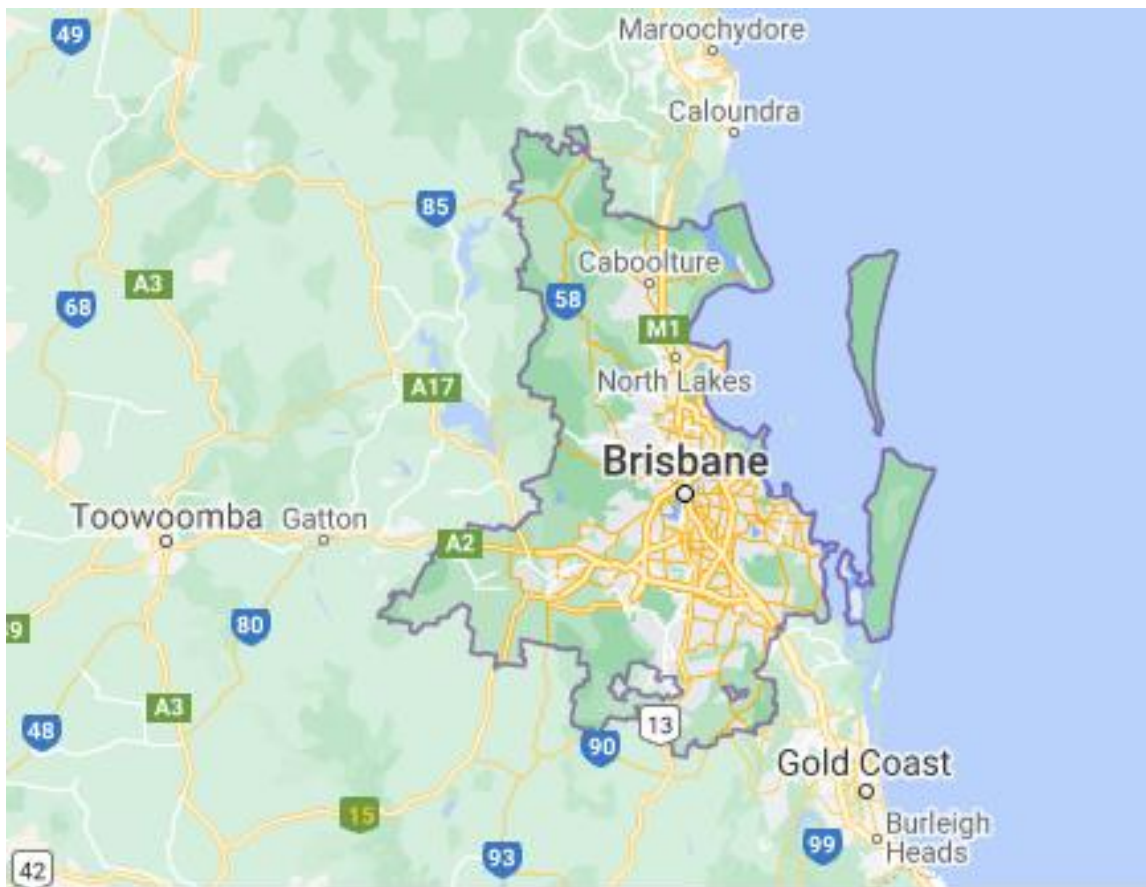 49
Maroochydore
Caloundra
85
A3
Caboolture
68
58
M1
North Lakes
A17
Brisbane
Toowoomba
Gatton
A2
80
A3
13
48
90
Gold Coast
15
Burleigh
Heads
93
99
42